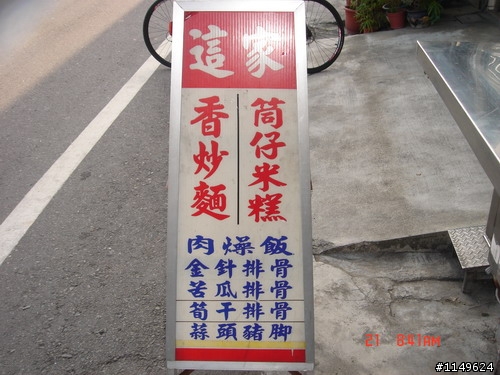 這家
筒仔米糕
香炒麵
肉燥飯
金針排骨
苦瓜排骨
筍干排骨
蒜頭豬脚
21 8:41AM
#1149624